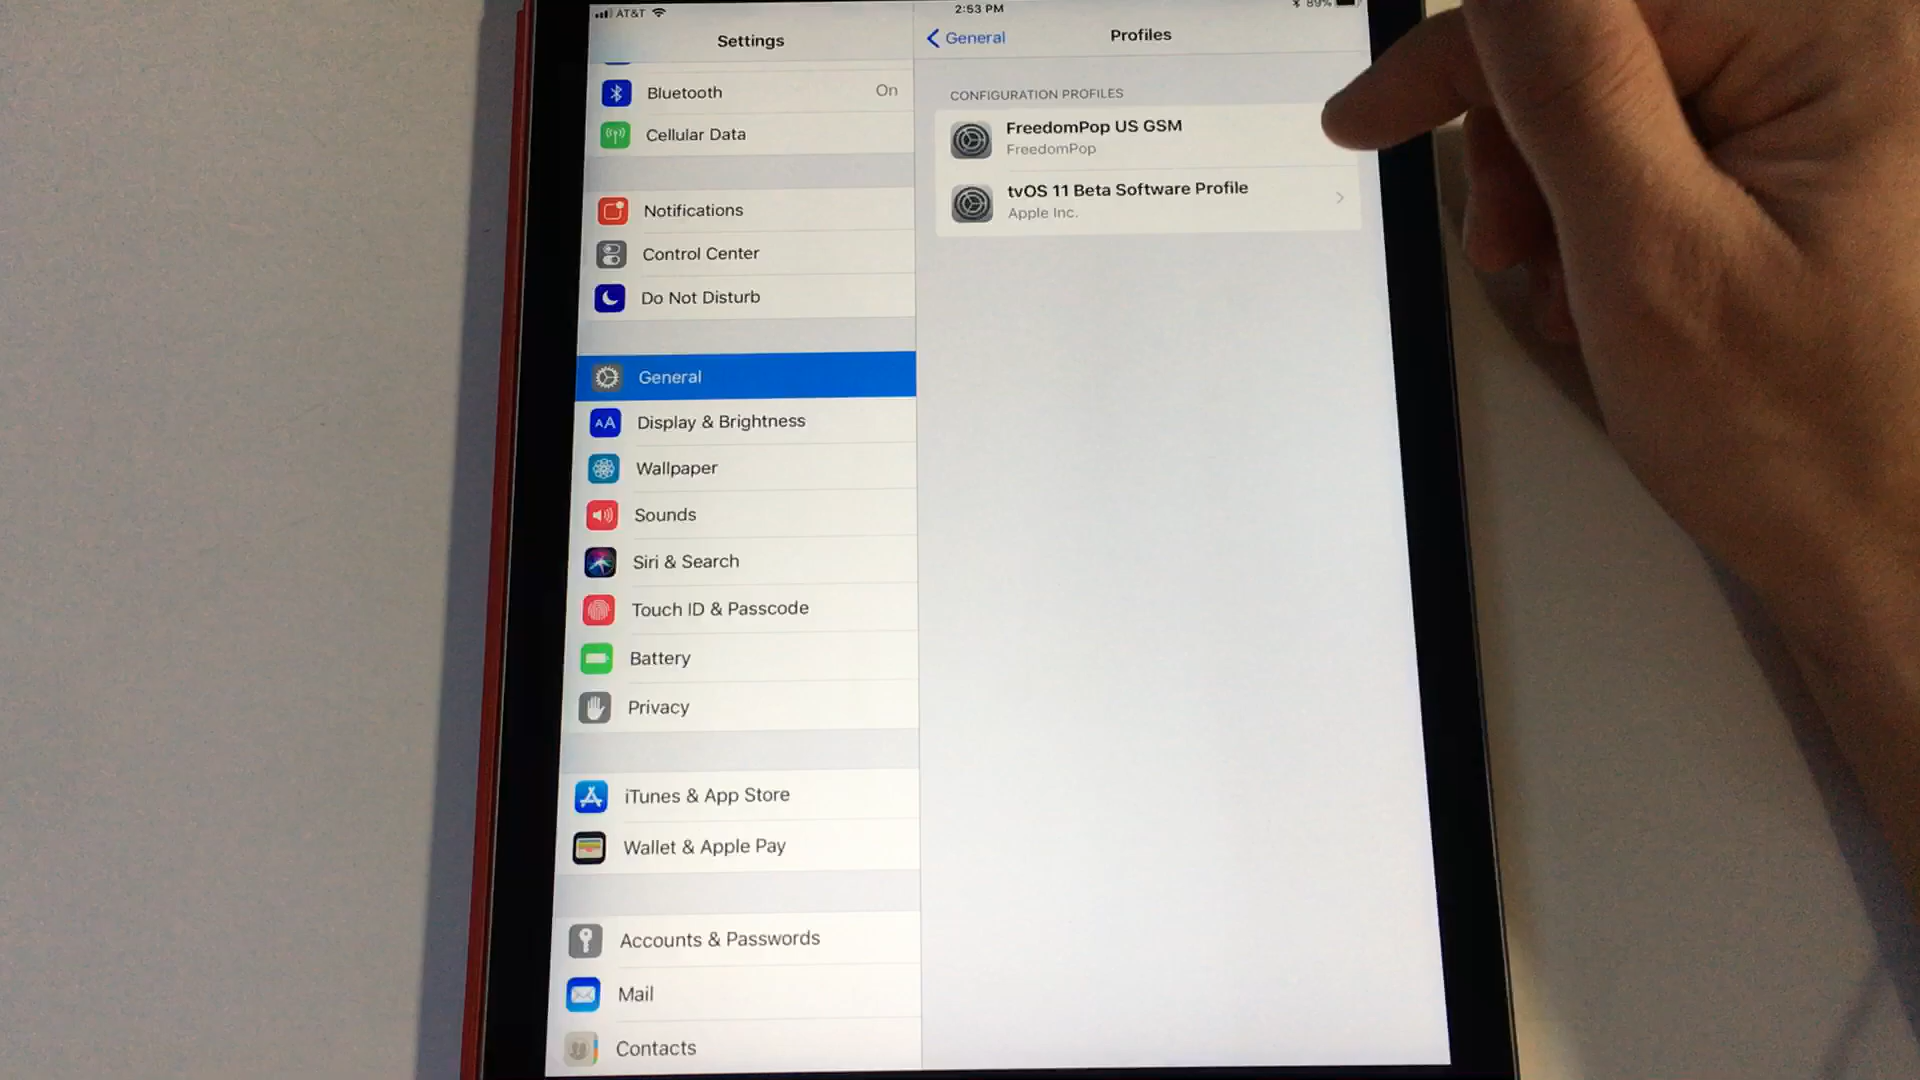 AT&T
2:53 PM
89%
Settings
General
Profiles
Bluetooth
On
Cellular Data
Notifications
Control Center
Do Not Disturb
General
Display & Brightness
Wallpaper
Sounds
Siri & Search
Touch ID & Passcode
Battery
Privacy
iTunes & App Store
Wallet & Apple Pay
Accounts & Passwords
Mail
Contacts
CONFIGURATION PROFILES
FreedomPop US GSM
FreedomPop
tvOS 11 Beta Software Profile
Apple Inc.